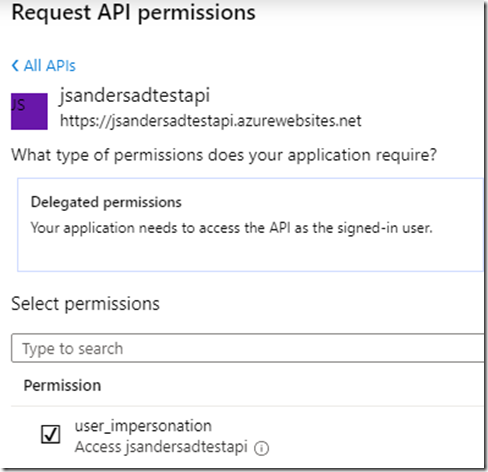 Request API permissions
All APIs
JS
jsandersadtestapi
https://jsandersadtestapi.azurewebsites.net
What type of permissions does your application require?
Delegated permissions
Your application needs to access the API as the signed-in user.
Select permissions
Type to search
Permission
user_impersonation
Access jsandersadtestapi